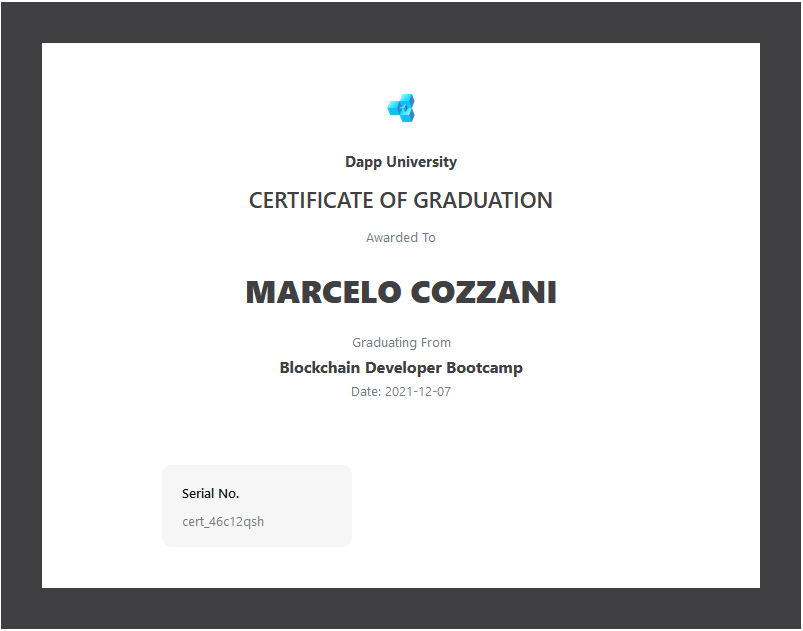 Dapp University
CERTIFICATE OF GRADUATION
Awarded To
MARCELO COZZANI
Graduating From
Blockchain Developer Bootcamp
Date: 2021-12-07
Serial No.
cert_46c12qsh